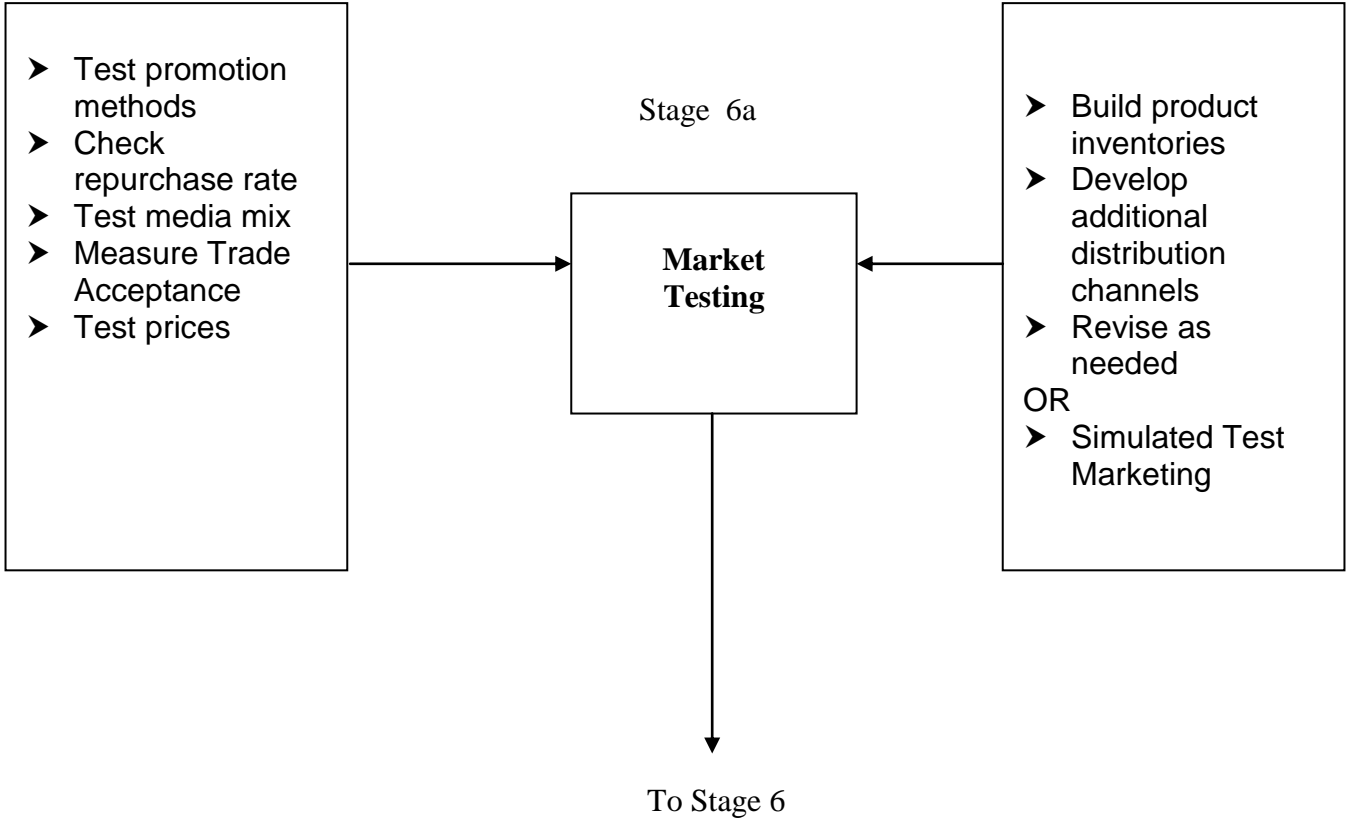 ➤ Test promotion
methods
➤ Check
repurchase rate
➤ Test media mix
➤ Measure Trade
Acceptance
➤ Test prices
Stage 6a
Market
Testing
➤ Build product
inventories
➤ Develop
additional
distribution
channels
➤ Revise as
needed
OR
➤ Simulated Test
Marketing
To Stage 6